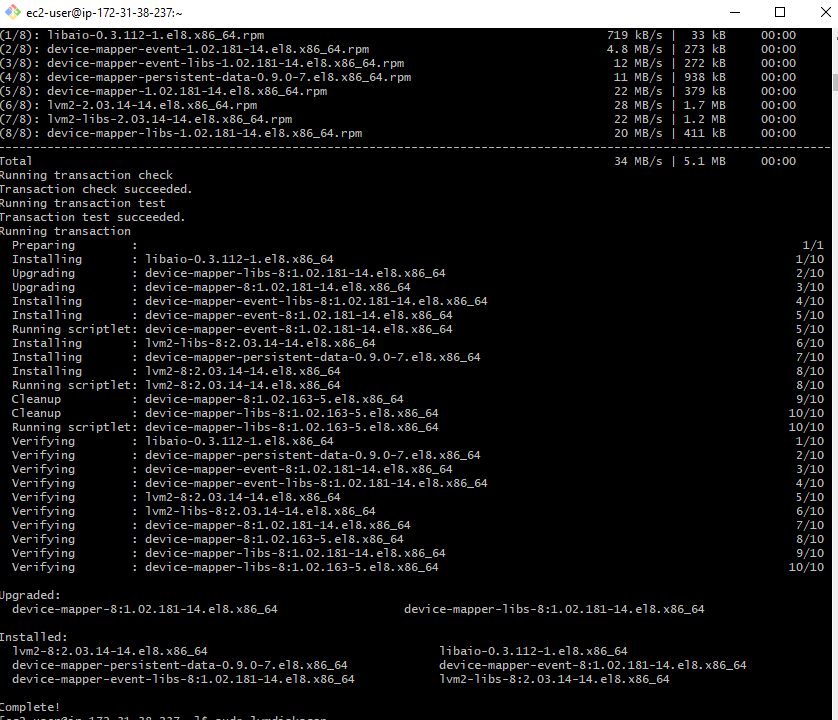 ec2-user@ip-172-31-38-237:~
(1/8): libaio-0.3.112-1.el8.x86_64.rpm 719 kB/s | 33 kB 00:00
(2/8): device-mapper-event-1.02.181-14.el8.x86_64.rpm 4.8 MB/s | 273 kB 00:00
(3/8): device-mapper-event-libs-1.02.181-14.el8.x86_64.rpm 12 MB/s | 272 kB 00:00
(4/8): device-mapper-persistent-data-0.9.0-7.el8.x86_64.rpm 11 MB/s | 938 kB 00:00
(5/8): device-mapper-1.02.181-14.el8.x86_64.rpm 22 MB/s | 379 kB 00:00
(6/8): lvm2-2.03.14-14.el8.x86_64.rpm 28 MB/s | 1.7 MB 00:00
(7/8): lvm2-libs-2.03.14-14.el8.x86_64.rpm 22 MB/s | 1.2 MB 00:00
(8/8): device-mapper-libs-1.02.181-14.el8.x86_64.rpm 20 MB/s | 411 kB 00:00
--------------------------------------------------------------------------------
Total 34 MB/s | 5.1 MB 00:00
Running transaction check
Transaction check succeeded.
Running transaction test
Transaction test succeeded.
Running transaction
Preparing : 1/1
Installing : libaio-0.3.112-1.el8.x86_64 1/10
Upgrading : device-mapper-libs-8:1.02.181-14.el8.x86_64 2/10
Upgrading : device-mapper-8:1.02.181-14.el8.x86_64 3/10
Installing : device-mapper-event-libs-8:1.02.181-14.el8.x86_64 4/10
Installing : device-mapper-event-8:1.02.181-14.el8.x86_64 5/10
Running scriptlet: device-mapper-event-8:1.02.181-14.el8.x86_64 5/10
Installing : lvm2-libs-8:2.03.14-14.el8.x86_64 6/10
Installing : device-mapper-persistent-data-0.9.0-7.el8.x86_64 7/10
Installing : lvm2-8:2.03.14-14.el8.x86_64 8/10
Running scriptlet: lvm2-8:2.03.14-14.el8.x86_64 8/10
Cleanup : device-mapper-8:1.02.163-5.el8.x86_64 9/10
Cleanup : device-mapper-libs-8:1.02.163-5.el8.x86_64 10/10
Running scriptlet: device-mapper-libs-8:1.02.163-5.el8.x86_64 10/10
Verifying : libaio-0.3.112-1.el8.x86_64 1/10
Verifying : device-mapper-persistent-data-0.9.0-7.el8.x86_64 2/10
Verifying : device-mapper-event-8:1.02.181-14.el8.x86_64 3/10
Verifying : device-mapper-event-libs-8:1.02.181-14.el8.x86_64 4/10
Verifying : lvm2-8:2.03.14-14.el8.x86_64 5/10
Verifying : lvm2-libs-8:2.03.14-14.el8.x86_64 6/10
Verifying : device-mapper-8:1.02.181-14.el8.x86_64 7/10
Verifying : device-mapper-8:1.02.163-5.el8.x86_64 8/10
Verifying : device-mapper-libs-8:1.02.181-14.el8.x86_64 9/10
Verifying : device-mapper-libs-8:1.02.163-5.el8.x86_64 10/10
Upgraded:
device-mapper-8:1.02.181-14.el8.x86_64 device-mapper-libs-8:1.02.181-14.el8.x86_64
Installed:
lvm2-8:2.03.14-14.el8.x86_64 libaio-0.3.112-1.el8.x86_64
device-mapper-persistent-data-0.9.0-7.el8.x86_64 device-mapper-event-8:1.02.181-14.el8.x86_64
device-mapper-event-libs-8:1.02.181-14.el8.x86_64 lvm2-libs-8:2.03.14-14.el8.x86_64
Complete!
[ec2-user@ip-172-31-38-237 ~]$ sudo lvmdiskscan